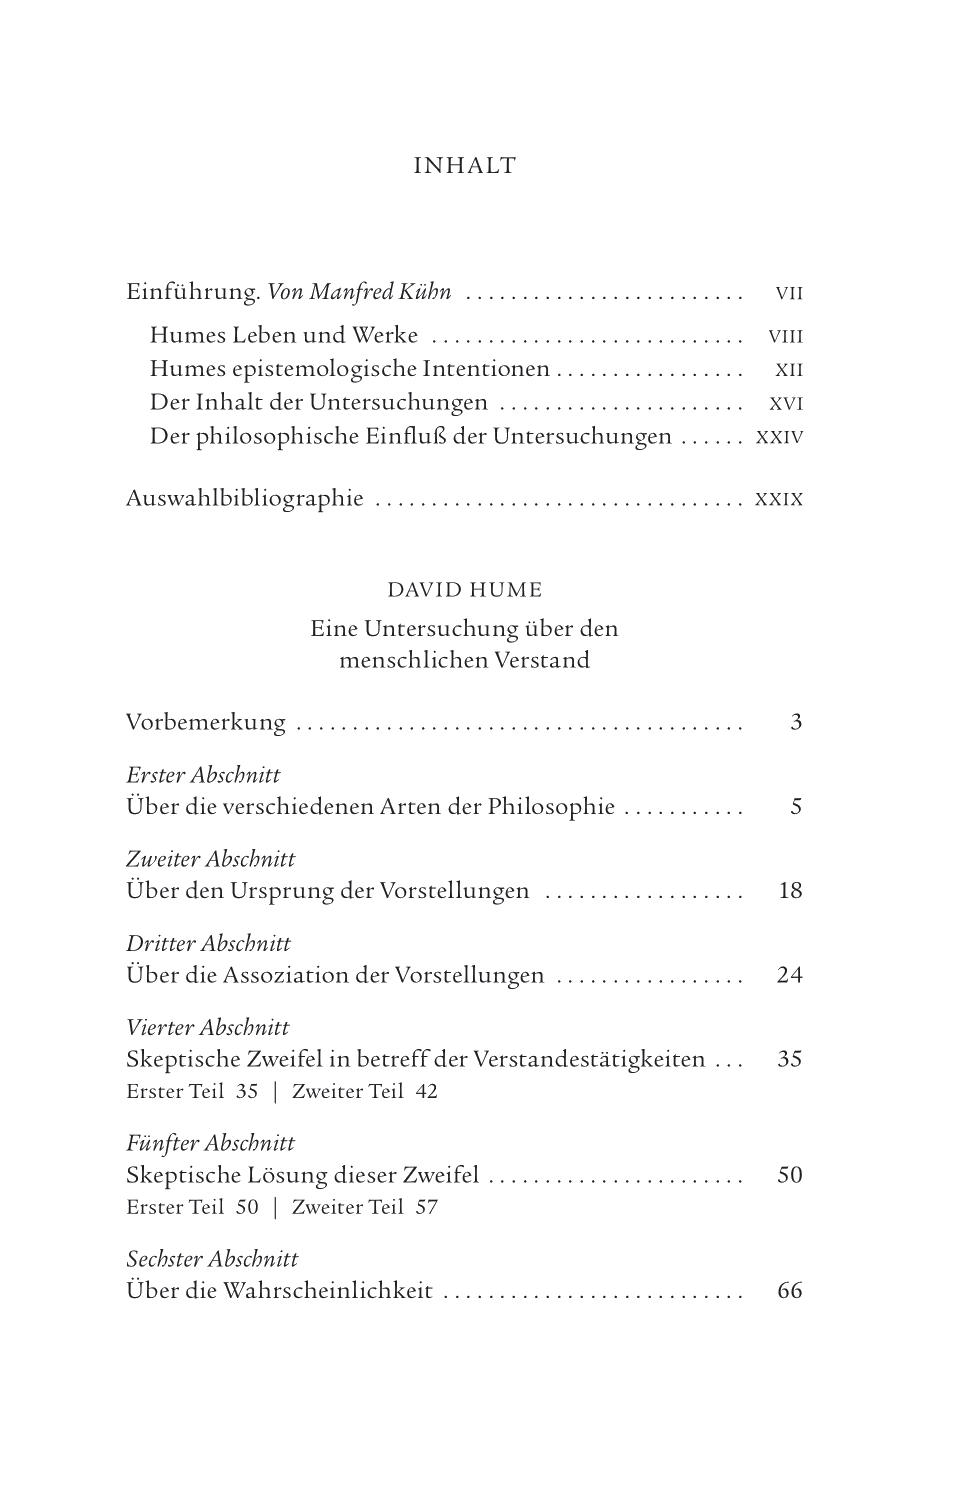 INHALT
Einführung. Von Manfred Kühn ......................... VII
Humes Leben und Werke ............................ VIII
Humes epistemologische Intentionen ................. XII
Der Inhalt der Untersuchungen ...................... XVI
Der philosophische Einfluß der Untersuchungen ...... XXIV
Auswahlbibliographie ................................. XXIX
DAVID HUME
Eine Untersuchung über den
menschlichen Verstand
Vorbemerkung ........................................ 3
Erster Abschnitt
Über die verschiedenen Arten der Philosophie ........... 5
Zweiter Abschnitt
Über den Ursprung der Vorstellungen .................. 18
Dritter Abschnitt
Über die Assoziation der Vorstellungen ................. 24
Vierter Abschnitt
Skeptische Zweifel in betreff der Verstandestätigkeiten ... 35
Erster Teil 35 | Zweiter Teil 42
Fünfter Abschnitt
Skeptische Lösung dieser Zweifel ....................... 50
Erster Teil 50 | Zweiter Teil 57
Sechster Abschnitt
Über die Wahrscheinlichkeit ........................... 66